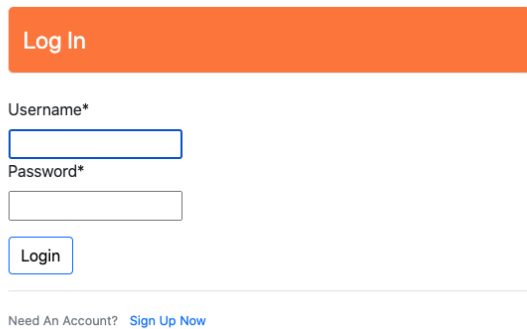 Log In
Username*
Password*
Login
Need An Account? Sign Up Now